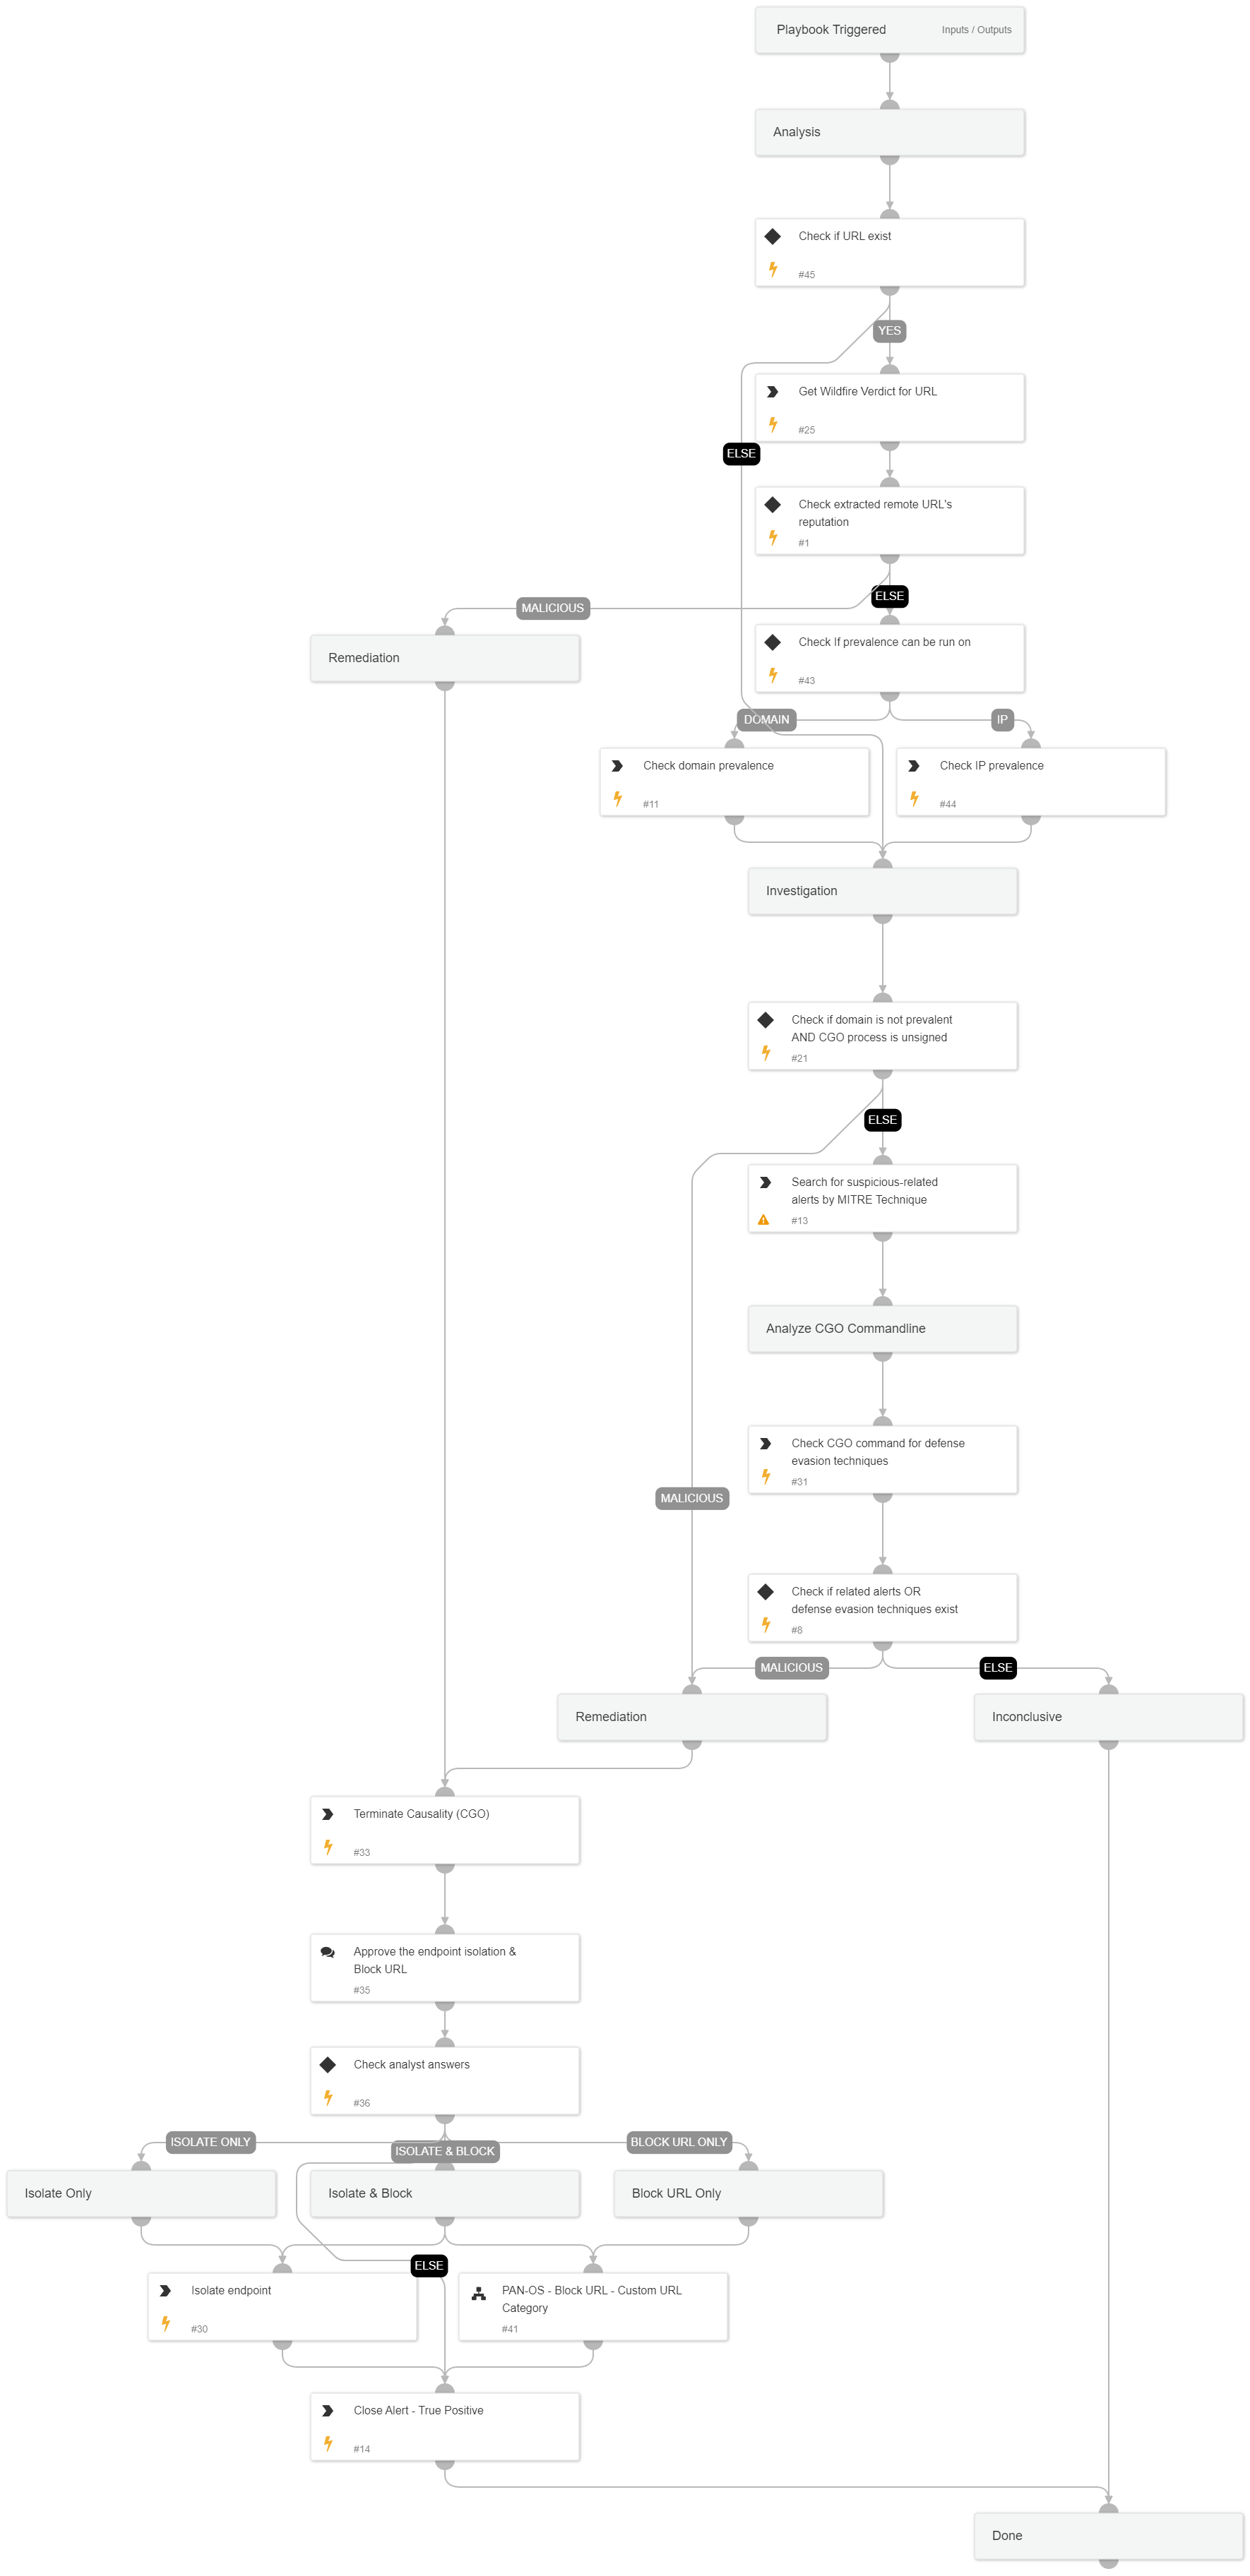 Playbook Triggered Inputs / Outputs
Analysis
Check if URL exist
#45
YES
Get Wildfire Verdict for URL
#25
ELSE
Check extracted remote URL's
reputation
#1
ELSE
MALICIOUS
Check If prevalence can be run on
#43
Remediation
DOMAIN IP
Check domain prevalence
#11
Check IP prevalence
#44
Investigation
Check if domain is not prevalent
AND CGO process is unsigned
#21
ELSE
Search for suspicious-related
alerts by MITRE Technique
#13
Analyze CGO Commandline
Check CGO command for defense
evasion techniques
#31
MALICIOUS
Check if related alerts OR
defense evasion techniques exist
#8
MALICIOUS ELSE
Remediation
Inconclusive
Terminate Causality (CGO)
#33
Approve the endpoint isolation &
Block URL
#35
Check analyst answers
#36
ISOLATE ONLY ISOLATE & BLOCK BLOCK URL ONLY
Isolate Only
Isolate & Block
Block URL Only
ELSE
Isolate endpoint
#30
PAN-OS - Block URL - Custom URL
Category
#41
Close Alert - True Positive
#14
Done